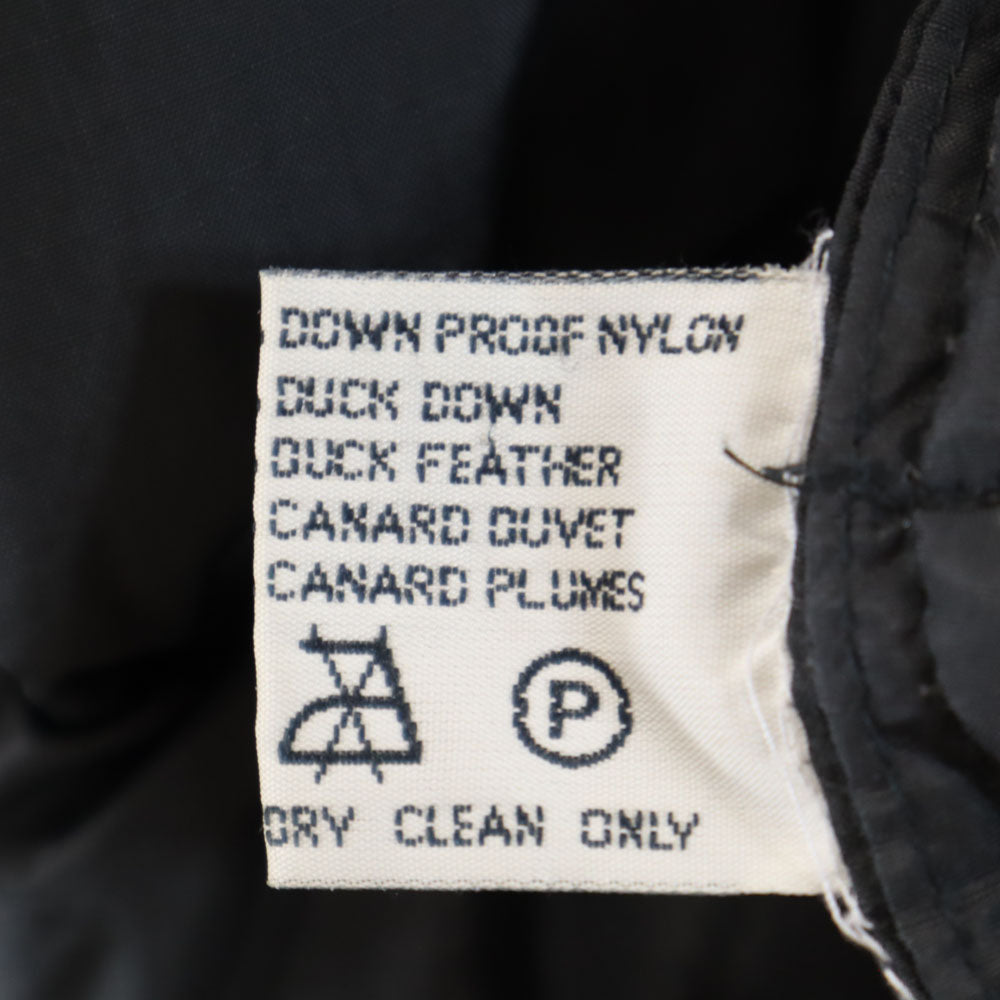 DOWN PROOF NYLON
DUCK DOWN
DUCK FEATHER
CANARD DUVET
CANARD PLUMES
P
DRY CLEAN ONLY